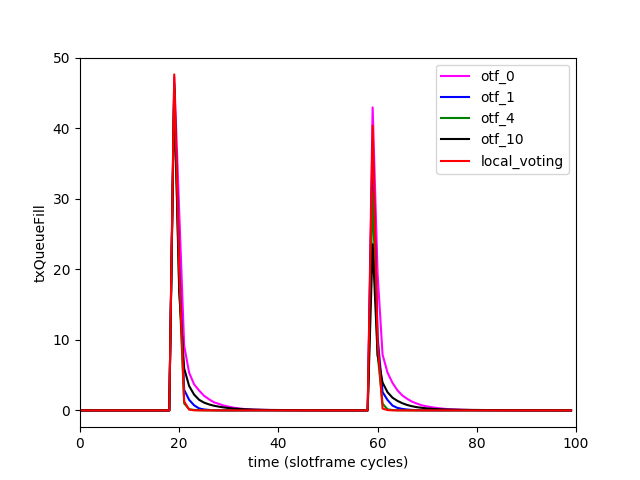 50
40
30
20
10
0
txQueueFill
0 20 40 60 80 100
time (slotframe cycles)
otf_0
otf_1
otf_4
otf_10
local_voting